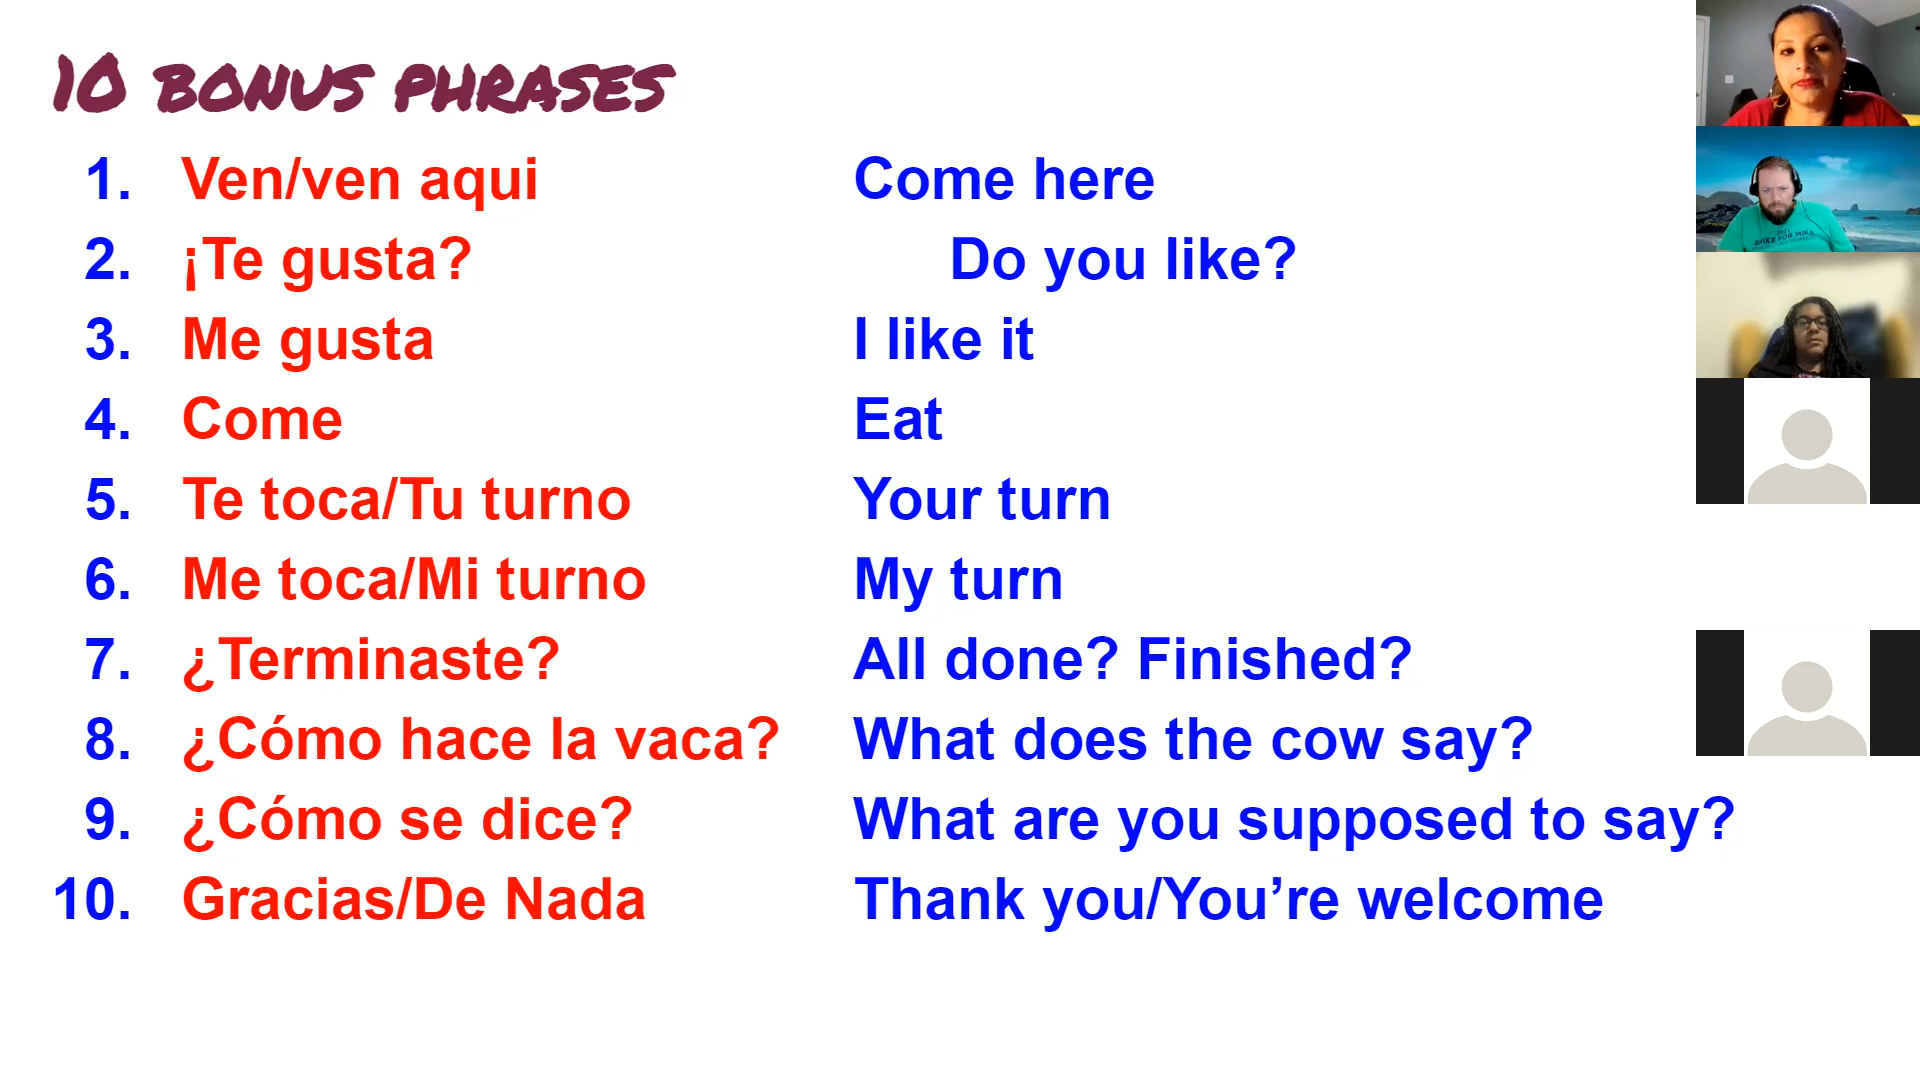 10 BONUS PHRASES
1. Ven/ven aqui Come here
2. ¡Te gusta? Do you like?
3. Me gusta I like it
4. Come Eat
5. Te toca/Tu turno Your turn
6. Me toca/Mi turno My turn
7. ¿Terminaste? All done? Finished?
8. ¿Cómo hace la vaca? What does the cow say?
9. ¿Cómo se dice? What are you supposed to say?
10. Gracias/De Nada Thank you/You’re welcome
SPIKE FOR MIKE